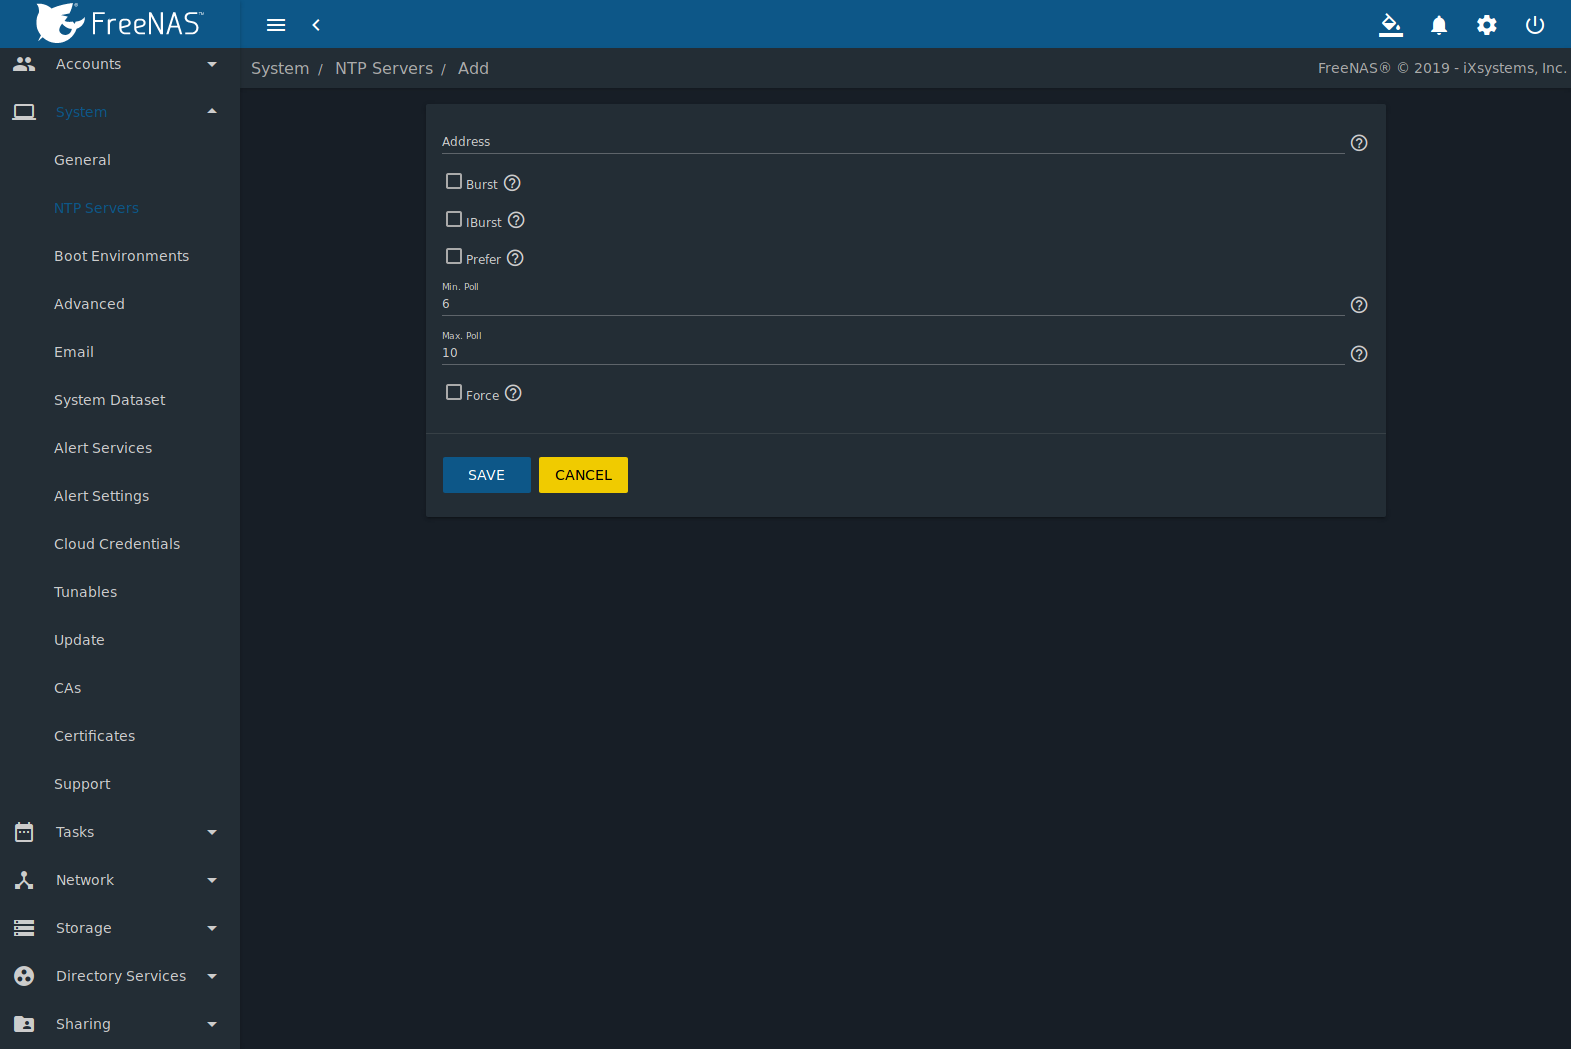 FreeNAS™
System / NTP Servers / Add
FreeNAS® © 2019 - iXsystems, Inc.
Accounts
System
General
NTP Servers
Boot Environments
Advanced
Email
System Dataset
Alert Services
Alert Settings
Cloud Credentials
Tunables
Update
CAs
Certificates
Support
Tasks
Network
Storage
Directory Services
Sharing
Address
Burst
IBurst
Prefer
Min. Poll
6
Max. Poll
10
Force
SAVE CANCEL